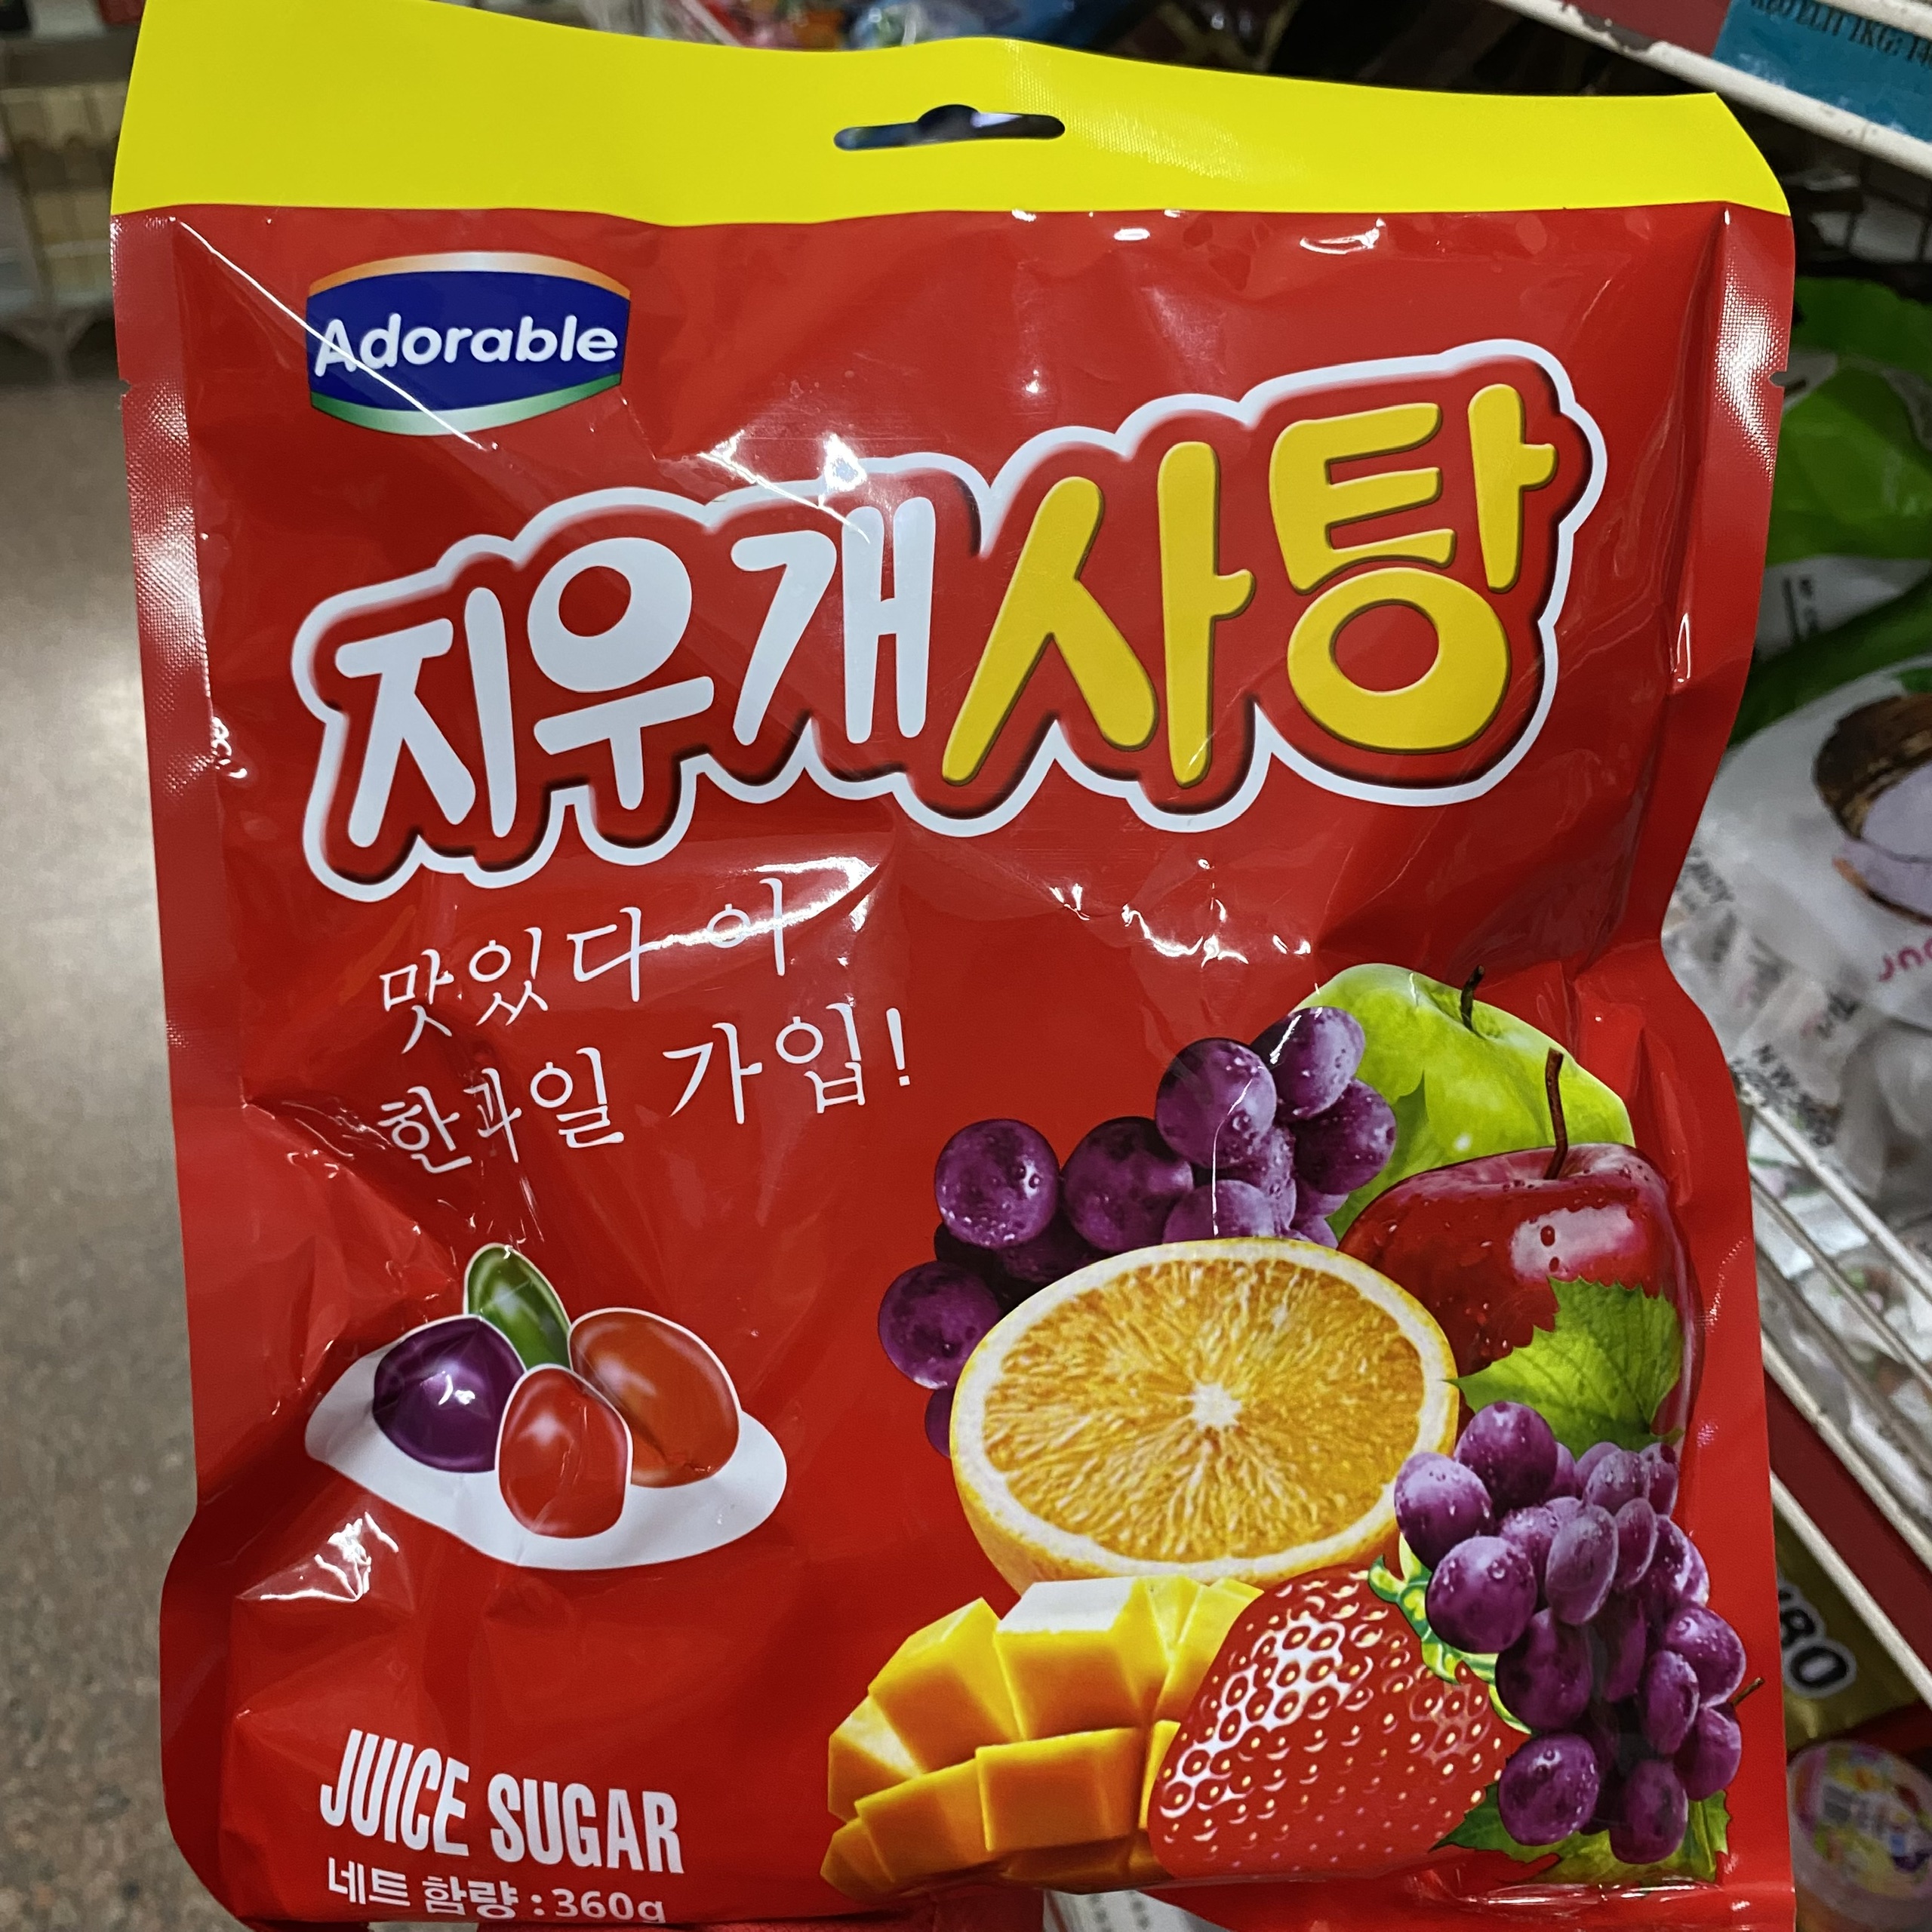 Adorable
지우개사탕
맛있다 이
한과일 가입!
JUICE SUGAR
네트 함량 : 360g